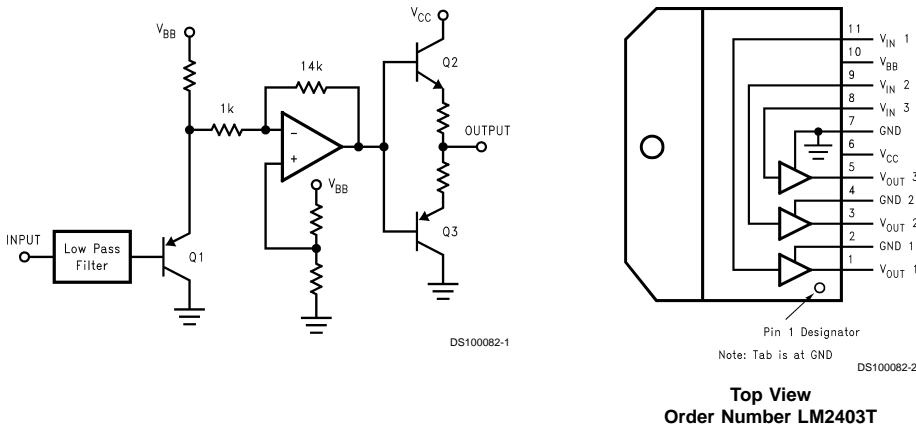 V_BB
1k
14k
−
+
V_BB
V_CC
Q2
OUTPUT
Q3
INPUT
Low Pass
Filter
Q1
DS100082-1
11
V_IN 1
10
V_BB
9
V_IN 2
8
V_IN 3
7
GND
6
V_CC
5
V_OUT 3
4
GND 2
3
V_OUT 2
2
GND 1
1
V_OUT 1
Pin 1 Designator
Note: Tab is at GND
DS100082-2
Top View
Order Number LM2403T